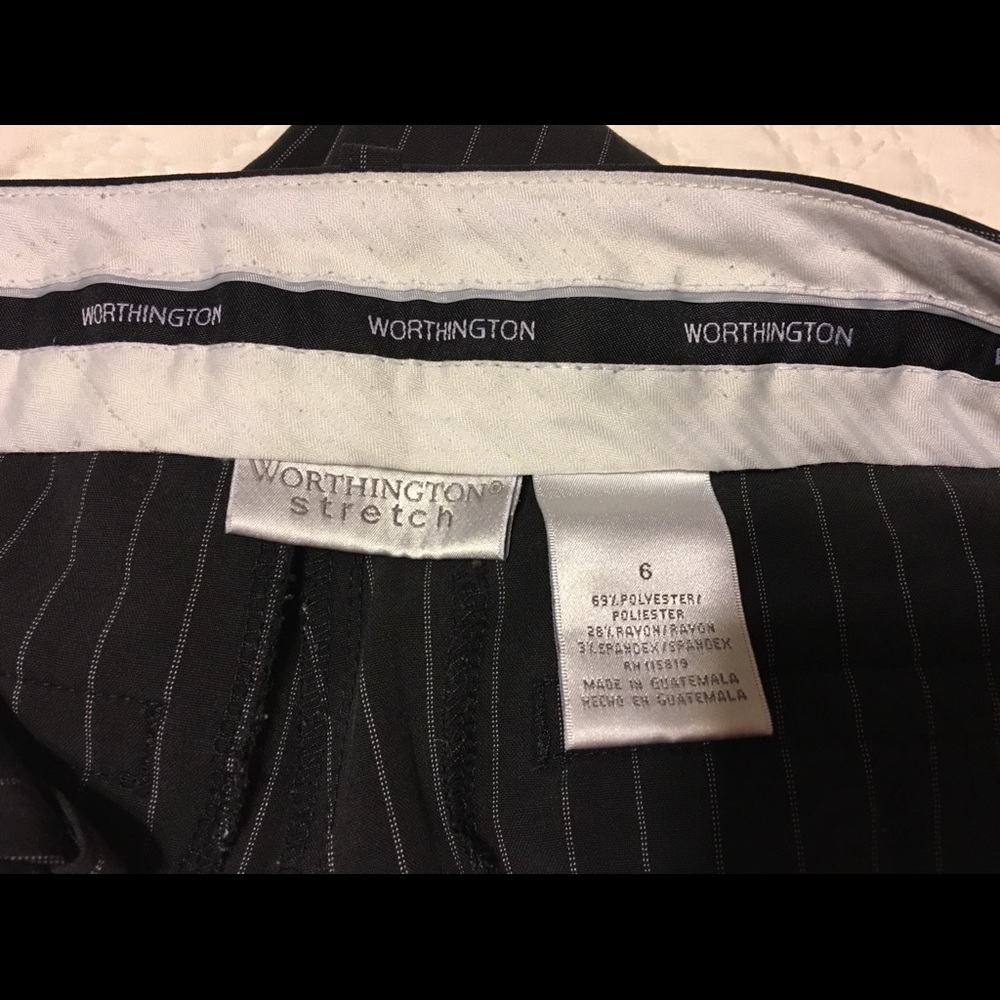 WORTHINGTON WORTHINGTON WORTHINGTON
WORTHINGTON®
stretch
6
69% POLYESTER/
POLIESTER
28% RAYON/RAYON
3% SPANDEX/SPANDEX
RN 115819
MADE IN GUATEMALA
HECHO EN GUATEMALA